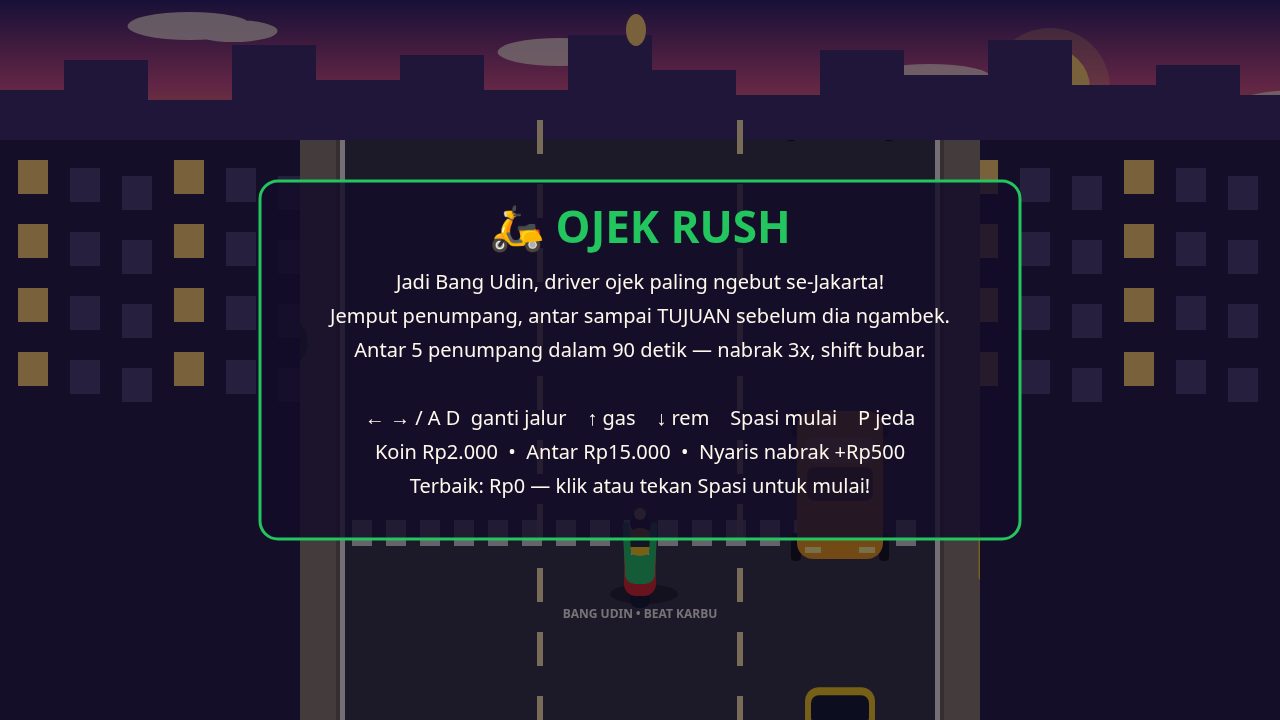 🛵 OJEK RUSH
Jadi Bang Udin, driver ojek paling ngebut se-Jakarta!
Jemput penumpang, antar sampai TUJUAN sebelum dia ngambek.
Antar 5 penumpang dalam 90 detik — nabrak 3x, shift bubar.
← → / A D ganti jalur ↑ gas ↓ rem Spasi mulai P jeda
Koin Rp2.000 • Antar Rp15.000 • Nyaris nabrak +Rp500
Terbaik: Rp0 — klik atau tekan Spasi untuk mulai!
BANG UDIN • BEAT KARBU